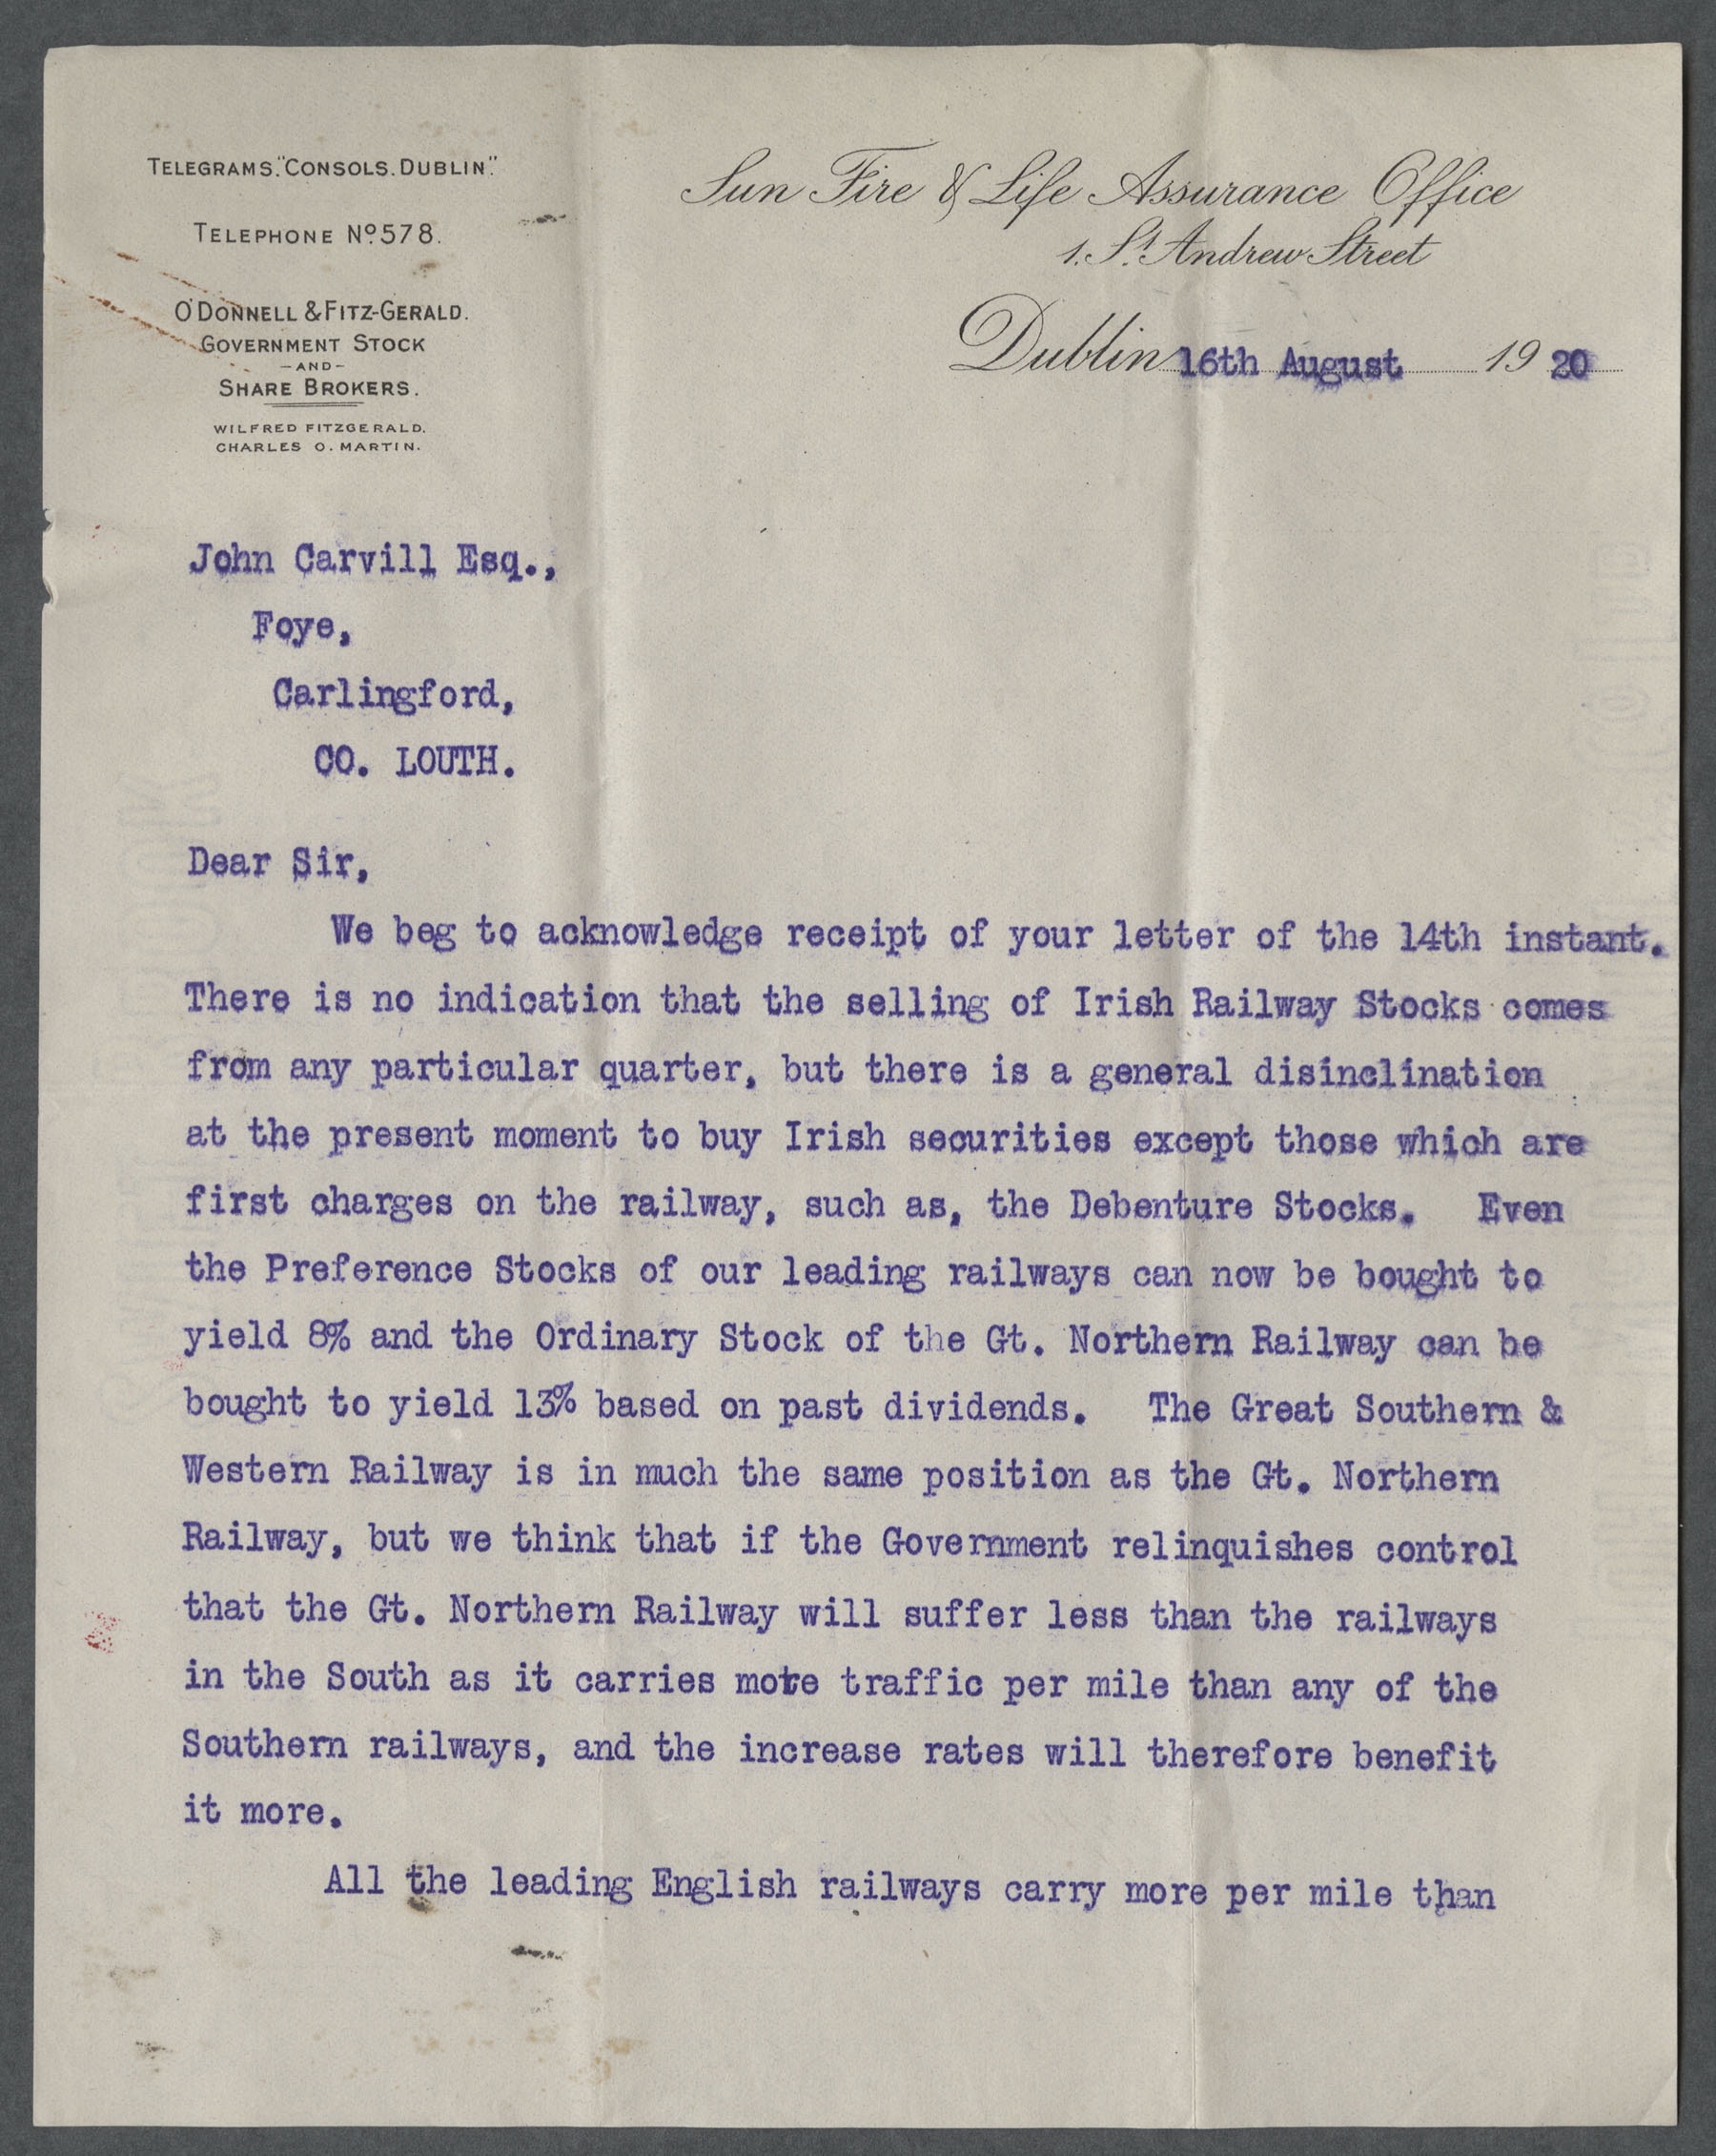 TELEGRAMS. "CONSOLS. DUBLIN."
TELEPHONE No. 578.
O'DONNELL & FITZ-GERALD.
GOVERNMENT STOCK
-AND-
SHARE BROKERS.
WILFRED FITZGERALD.
CHARLES O. MARTIN.
Sun Fire & Life Assurance Office
1. St. Andrew Street
Dublin 16th August 1920
John Carvill Esq.,
Foye,
Carlingford,
CO. LOUTH.
Dear Sir,
We beg to acknowledge receipt of your letter of the 14th instant.
There is no indication that the selling of Irish Railway Stocks comes
from any particular quarter, but there is a general disinclination
at the present moment to buy Irish securities except those which are
first charges on the railway, such as, the Debenture Stocks. Even
the Preference Stocks of our leading railways can now be bought to
yield 8% and the Ordinary Stock of the Gt. Northern Railway can be
bought to yield 13% based on past dividends. The Great Southern &
Western Railway is in much the same position as the Gt. Northern
Railway, but we think that if the Government relinquishes control
that the Gt. Northern Railway will suffer less than the railways
in the South as it carries more traffic per mile than any of the
Southern railways, and the increase rates will therefore benefit
it more.
All the leading English railways carry more per mile than